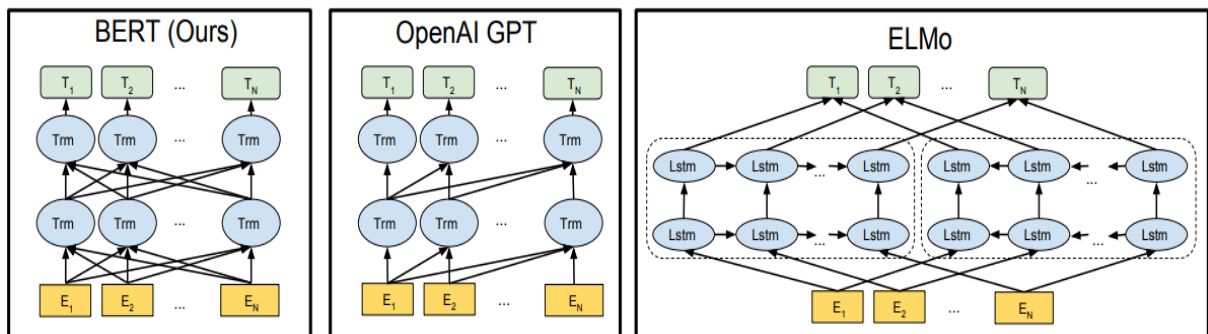 BERT (Ours)
T1 T2 ... TN
Trm Trm ... Trm
Trm Trm ... Trm
E1 E2 ... EN
OpenAI GPT
T1 T2 ... TN
Trm Trm ... Trm
Trm Trm ... Trm
E1 E2 ... EN
ELMo
T1 T2 ... TN
Lstm Lstm ... Lstm Lstm Lstm ... Lstm
Lstm Lstm ... Lstm Lstm Lstm ... Lstm
E1 E2 ... EN